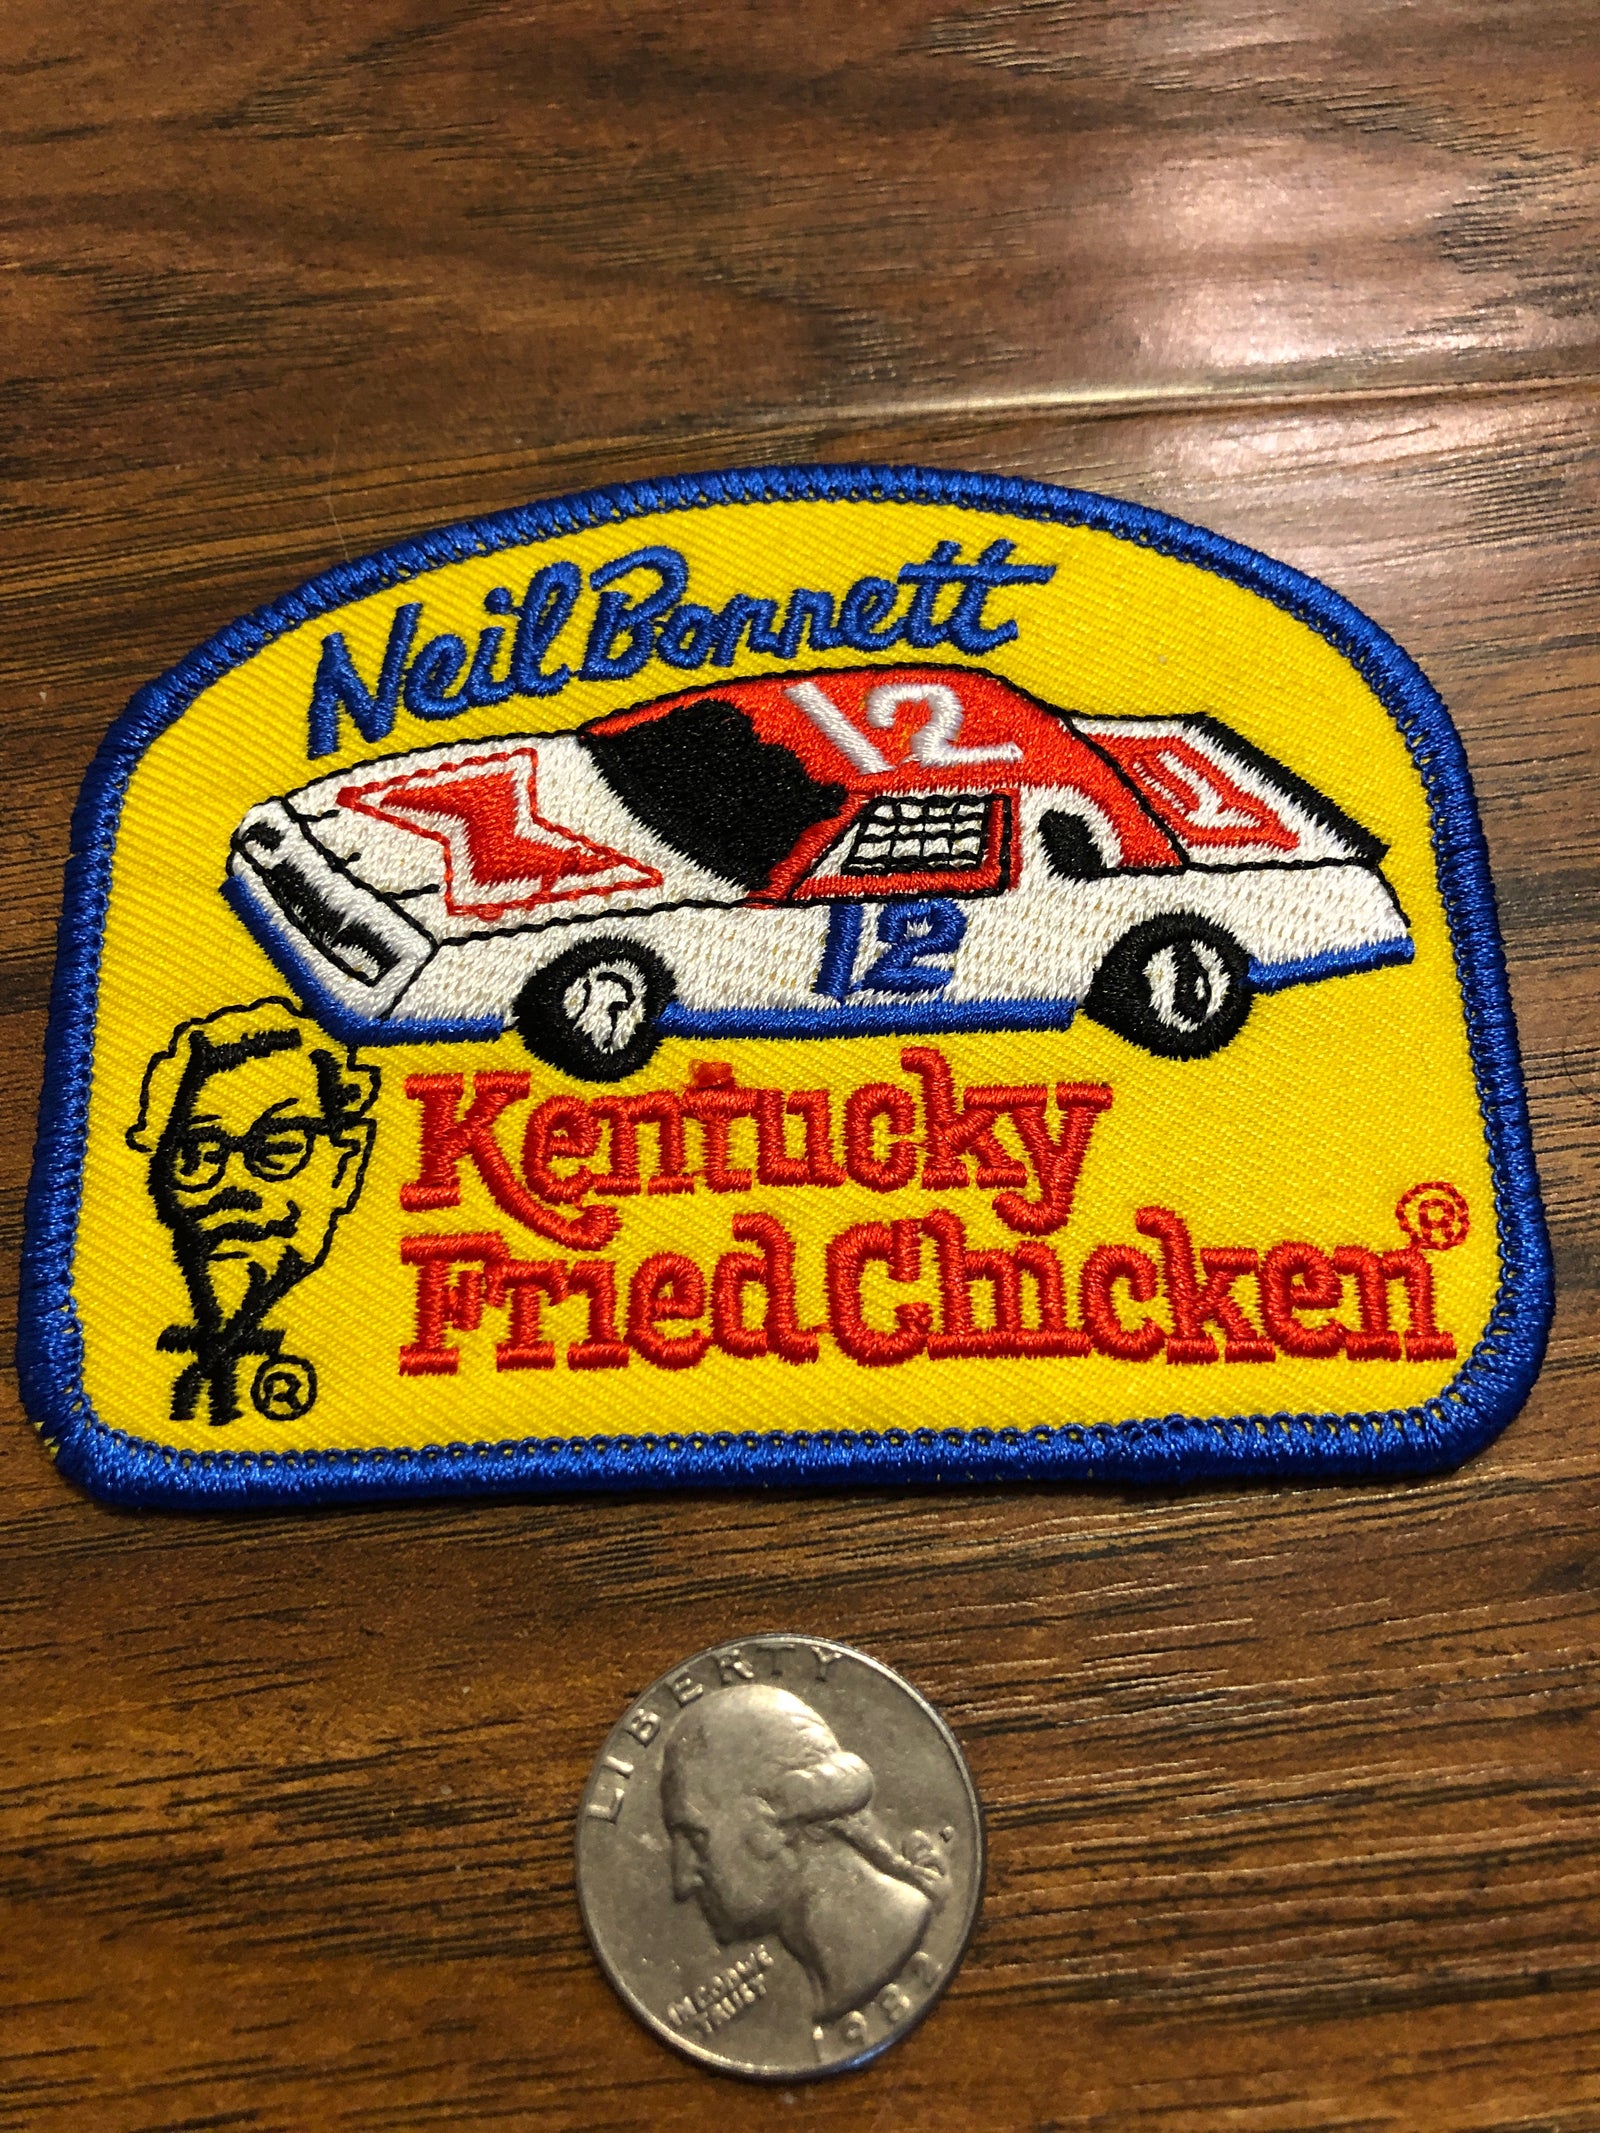 Neil Bonnett
12
12
Kentucky
Fried Chicken®
®
LIBERTY
IN GOD WE
TRUST
1982